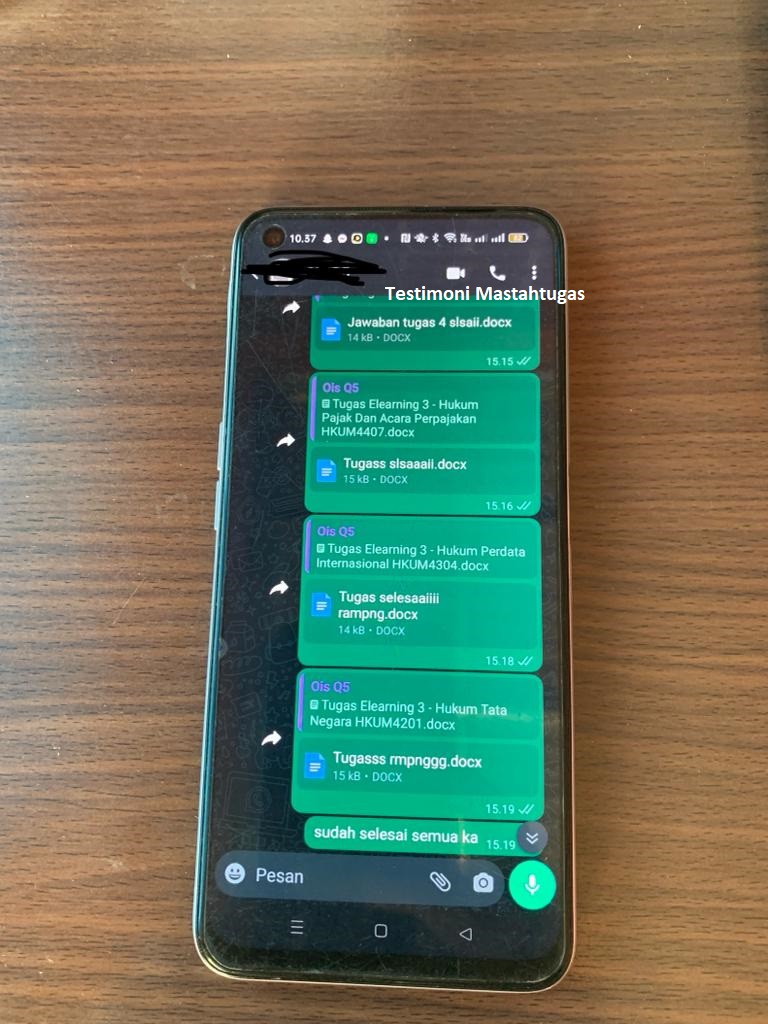 10.37
Testimoni Mastahtugas
Jawaban tugas 4 slsaii.docx
14 kB • DOCX
15.15
Ois Q5
Tugas Elearning 3 - Hukum
Pajak Dan Acara Perpajakan
HKUM4407.docx
Tugass slsaaaii.docx
15 kB • DOCX
15.16
Ois Q5
Tugas Elearning 3 - Hukum Perdata
Internasional HKUM4304.docx
Tugas selesaaiiii
rampng.docx
14 kB • DOCX
15.18
Ois Q5
Tugas Elearning 3 - Hukum Tata
Negara HKUM4201.docx
Tugasss rmpnggg.docx
15 kB • DOCX
15.19
sudah selesai semua ka 15.19
Pesan